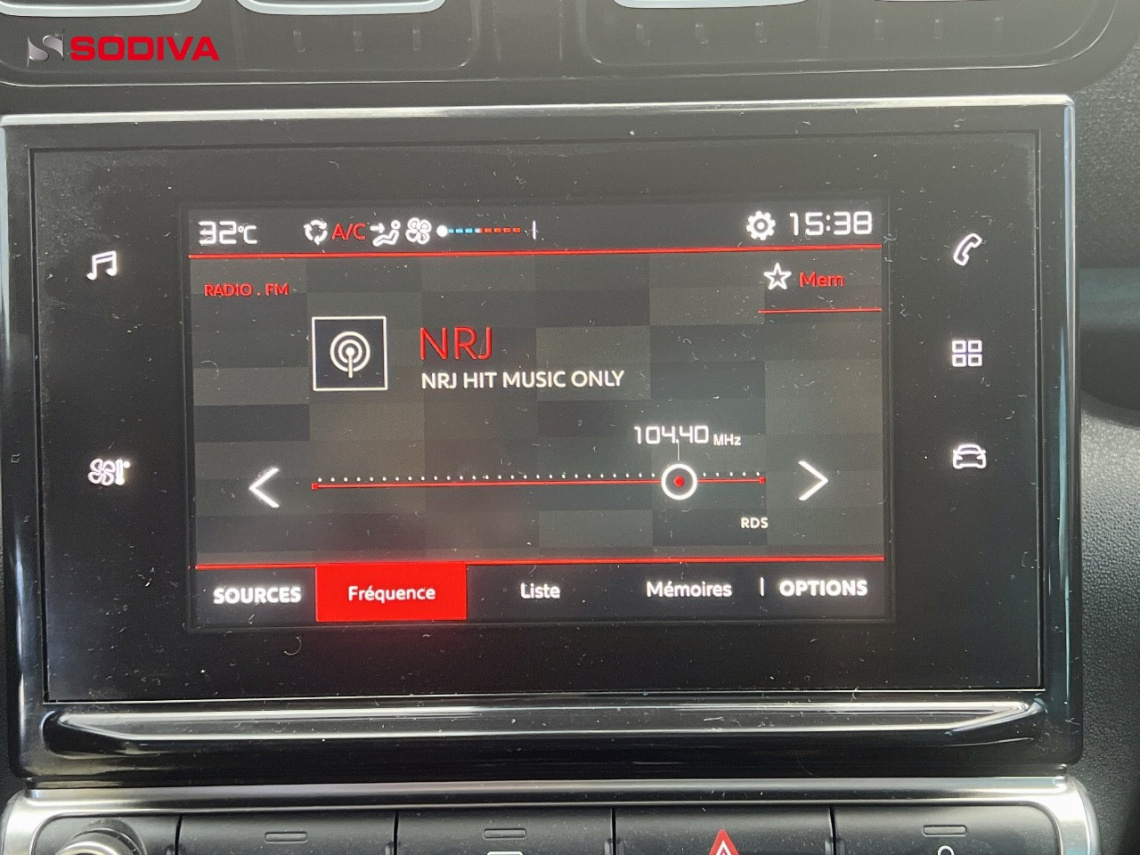 SODIVA
32°C A/C 15:38
RADIO . FM
Mem
NRJ
NRJ HIT MUSIC ONLY
104.40 MHz
RDS
SOURCES Fréquence Liste Mémoires OPTIONS